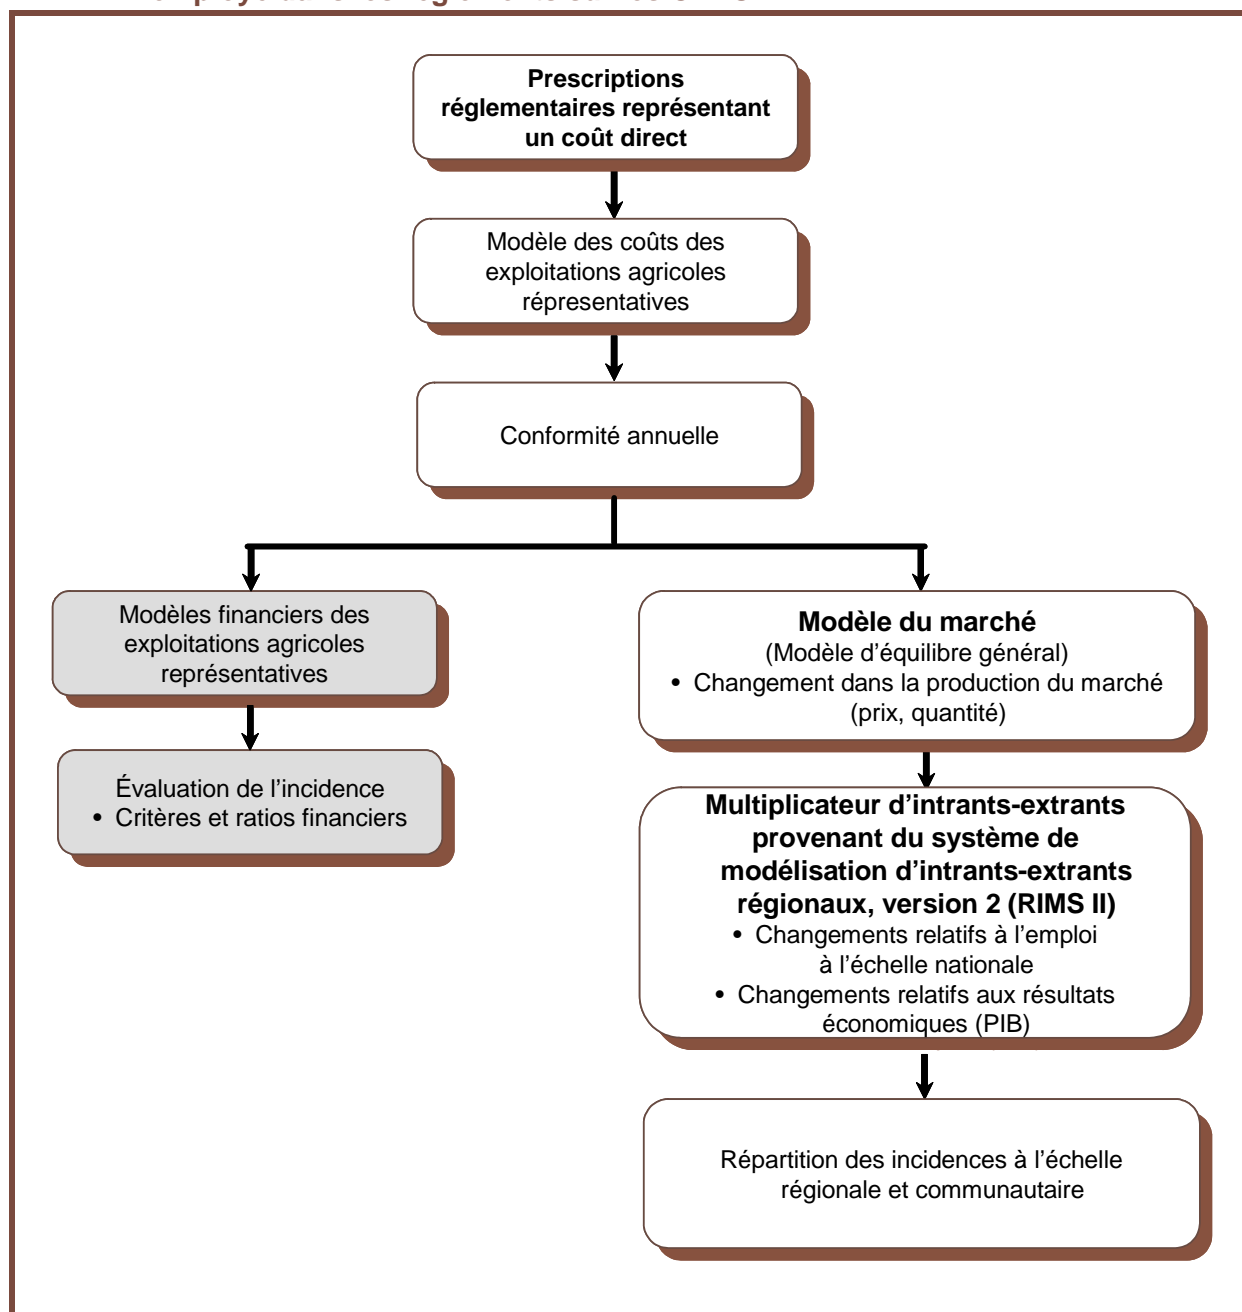 Prescriptions
réglementaires représentant
un coût direct
Modèle des coûts des
exploitations agricoles
répresentatives
Conformité annuelle
Modèles financiers des
exploitations agricoles
représentatives
Évaluation de l’incidence
• Critères et ratios financiers
Modèle du marché
(Modèle d’équilibre général)
• Changement dans la production du marché
(prix, quantité)
Multiplicateur d’intrants-extrants
provenant du système de
modélisation d’intrants-extrants
régionaux, version 2 (RIMS II)
• Changements relatifs à l’emploi
à l’échelle nationale
• Changements relatifs aux résultats
économiques (PIB)
Répartition des incidences à l’échelle
régionale et communautaire